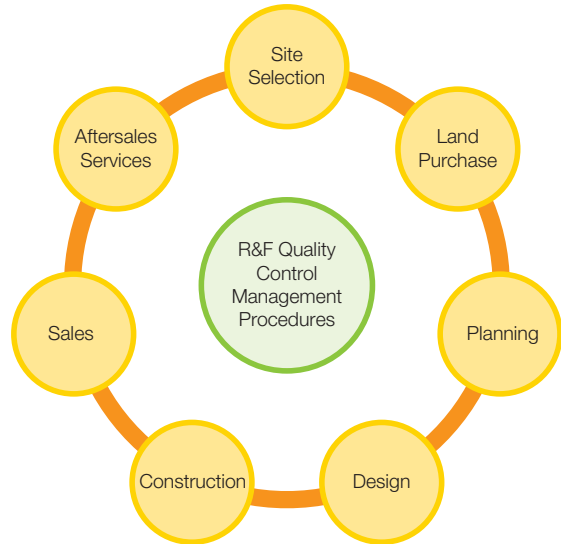 Site
Selection
Land
Purchase
Planning
Design
Construction
Sales
Aftersales
Services
R&F Quality
Control
Management
Procedures